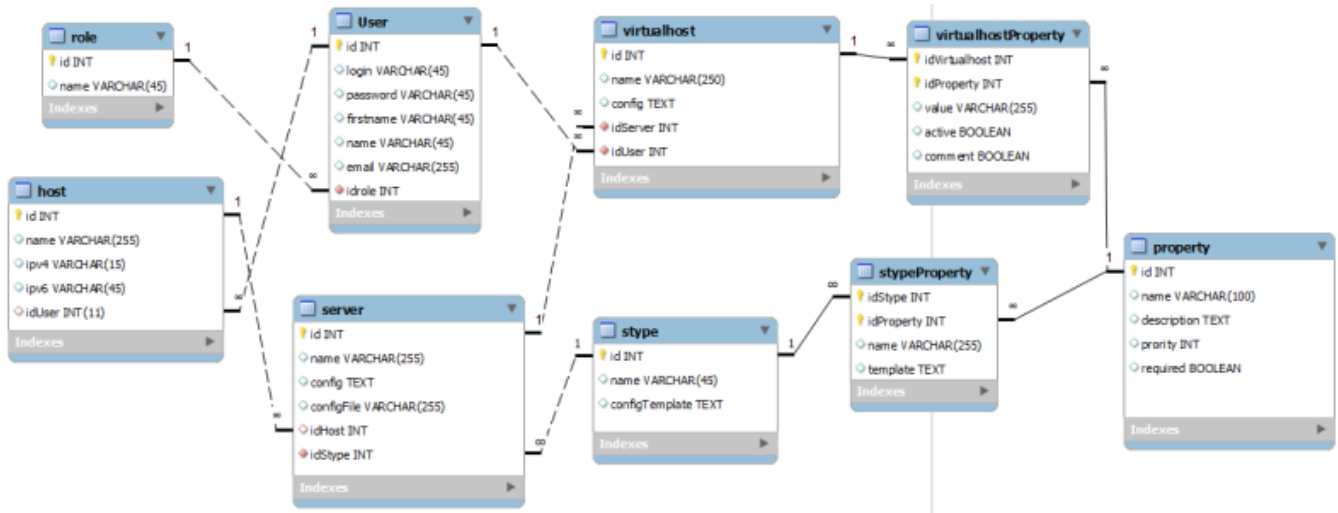 role
id INT
name VARCHAR(45)
Indexes
User
id INT
login VARCHAR(45)
password VARCHAR(45)
firstname VARCHAR(45)
name VARCHAR(45)
email VARCHAR(255)
idrole INT
Indexes
virtualhost
id INT
name VARCHAR(250)
config TEXT
idServer INT
idUser INT
Indexes
virtualhostProperty
idVirtualhost INT
idProperty INT
value VARCHAR(255)
active BOOLEAN
comment BOOLEAN
Indexes
host
id INT
name VARCHAR(255)
ipv4 VARCHAR(15)
ipv6 VARCHAR(45)
idUser INT(11)
Indexes
server
id INT
name VARCHAR(255)
config TEXT
configFile VARCHAR(255)
idHost INT
idStype INT
Indexes
stype
id INT
name VARCHAR(45)
configTemplate TEXT
Indexes
stypeProperty
idStype INT
idProperty INT
name VARCHAR(255)
template TEXT
Indexes
property
id INT
name VARCHAR(100)
description TEXT
prority INT
required BOOLEAN
Indexes
1
∞
1
∞
1
∞
1
∞
1
∞
1
∞
1
∞
1
∞
1
∞